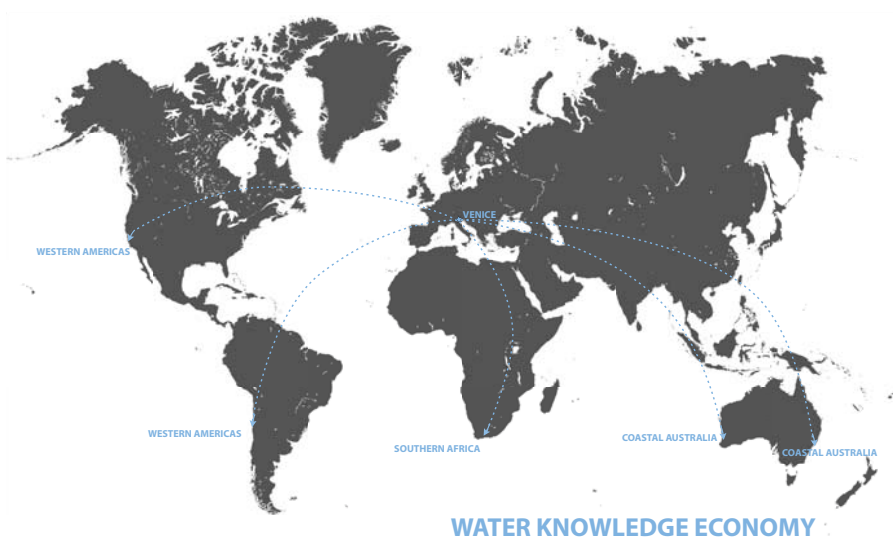 VENICE
WESTERN AMERICAS
WESTERN AMERICAS
SOUTHERN AFRICA
COASTAL AUSTRALIA
COASTAL AUSTRALIA
WATER KNOWLEDGE ECONOMY